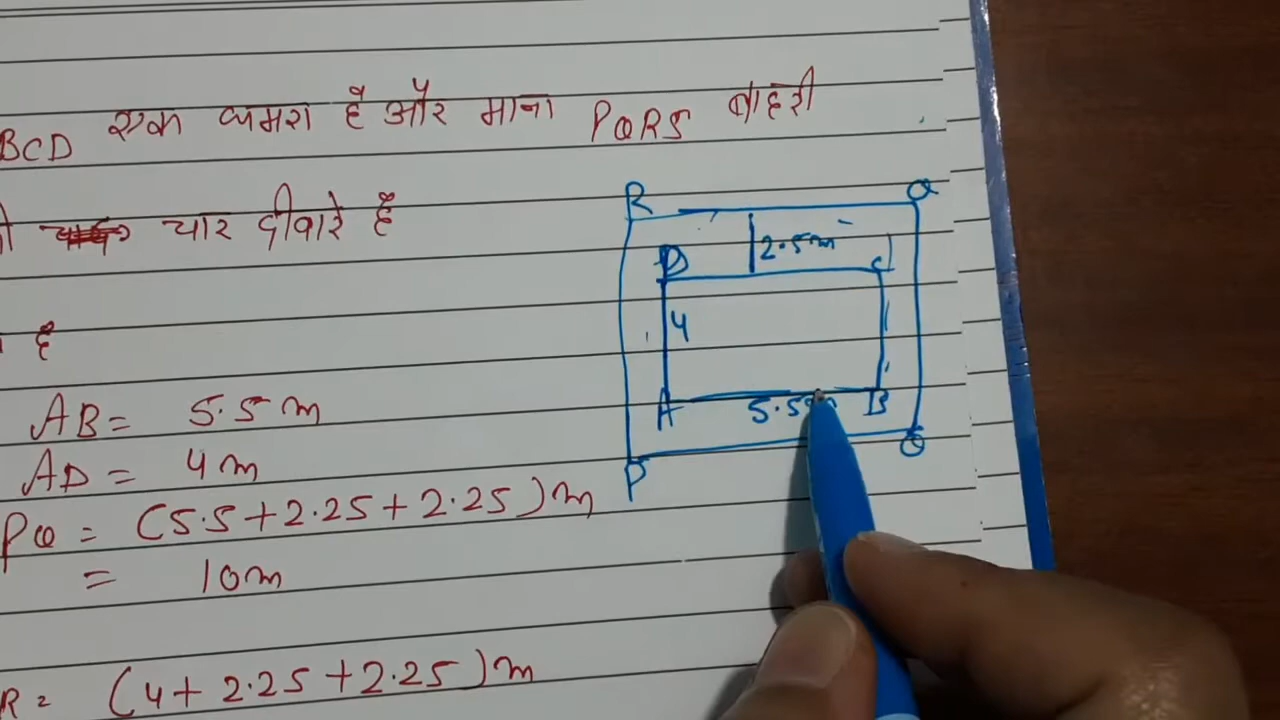 BCD एक कमरा है और माना PQRS बाहरी
चार दीवारे है
है
AB = 5.5 m
AD = 4 m
PQ = (5.5 + 2.25 + 2.25) m
= 10 m
R = (4 + 2.25 + 2.25) m
R Q
2.5m
D C
4
A 5.5 B
Q
P